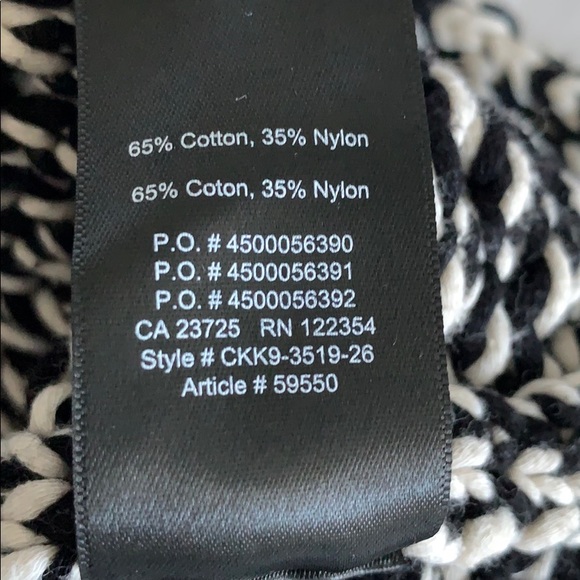 65% Cotton, 35% Nylon
65% Coton, 35% Nylon
P.O. # 4500056390
P.O. # 4500056391
P.O. # 4500056392
CA 23725 RN 122354
Style # CKK9-3519-26
Article # 59550